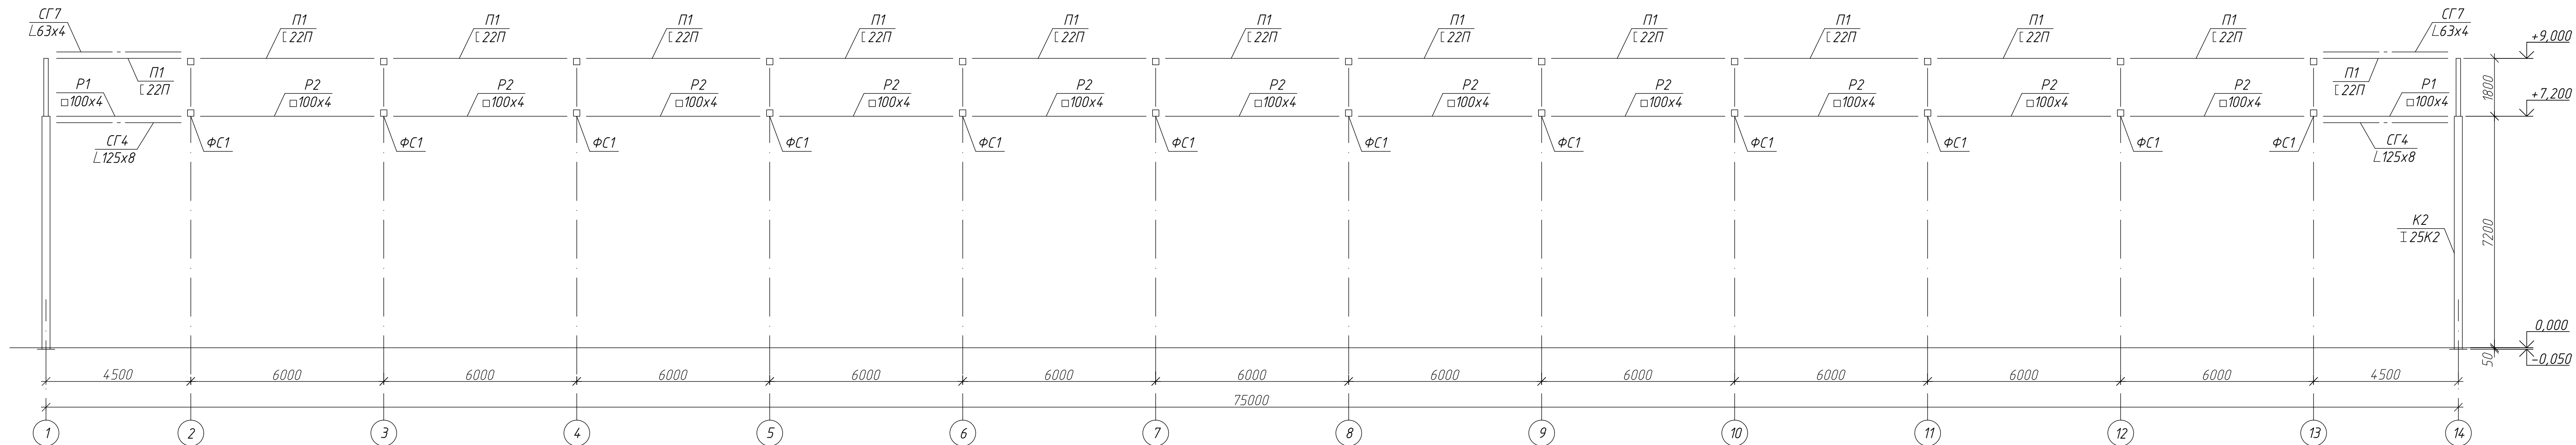 СГ7
∟63х4
П1
[22П
П1
[22П
П1
[22П
П1
[22П
П1
[22П
П1
[22П
П1
[22П
П1
[22П
П1
[22П
П1
[22П
П1
[22П
СГ7
∟63х4
+9,000
П1
[22П
П1
[22П
Р1
□100х4
Р2
□100х4
Р2
□100х4
Р2
□100х4
Р2
□100х4
Р2
□100х4
Р2
□100х4
Р2
□100х4
Р2
□100х4
Р2
□100х4
Р2
□100х4
Р2
□100х4
Р1
□100х4
1800
+7,200
СГ4
∟125х8
ФС1
ФС1
ФС1
ФС1
ФС1
ФС1
ФС1
ФС1
ФС1
ФС1
ФС1
ФС1
СГ4
∟125х8
К2
⌶25К2
7200
0,000
-0,050
50
4500
6000
6000
6000
6000
6000
6000
6000
6000
6000
6000
6000
4500
75000
1
2
3
4
5
6
7
8
9
10
11
12
13
14